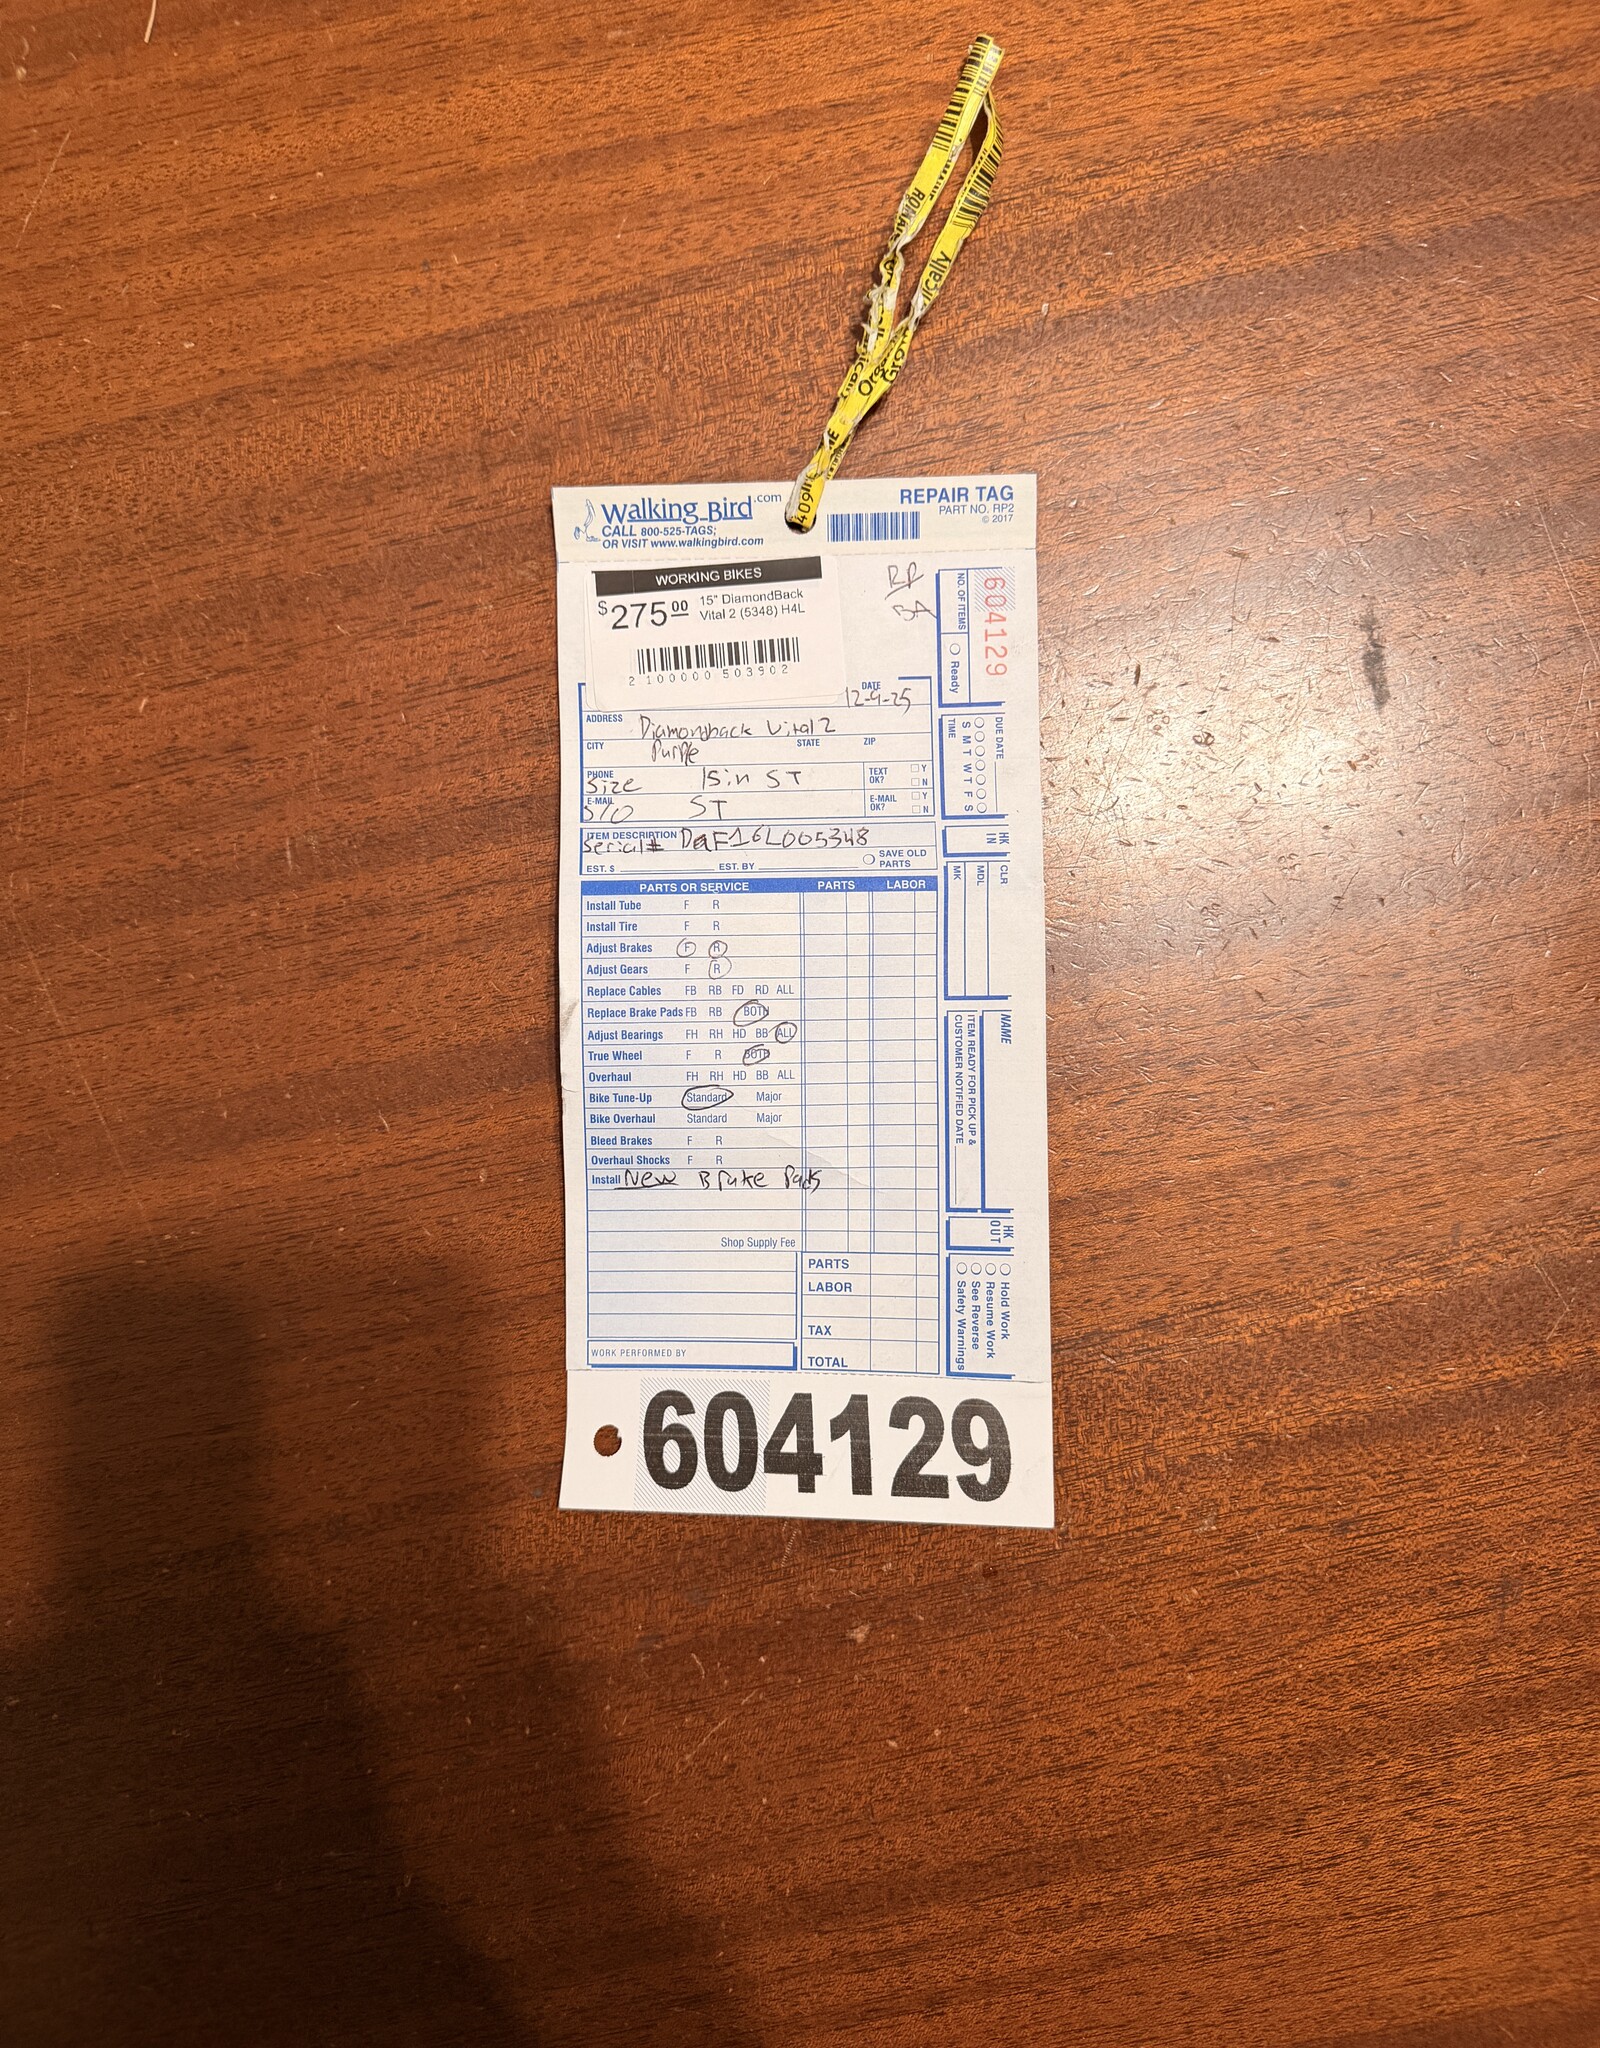 Organically
Grown
ically
409
Walking Bird.com
CALL 800-525-TAGS;
OR VISIT www.walkingbird.com
REPAIR TAG
PART NO. RP2
© 2017
WORKING BIKES
$275.00 15" DiamondBack
Vital 2 (5348) H4L
2 100000 503902
RP
BA
DATE
12-9-25
ADDRESS Diamondback Vital 2
CITY Purple STATE ZIP
PHONE Size 15in ST TEXT OK? Y N
E-MAIL S/O ST E-MAIL OK? Y N
ITEM DESCRIPTION
Serial# DaF16L005348
EST. $ EST. BY SAVE OLD PARTS
PARTS OR SERVICE PARTS LABOR
Install Tube F R
Install Tire F R
Adjust Brakes F R
Adjust Gears F R
Replace Cables FB RB FD RD ALL
Replace Brake Pads FB RB BOTH
Adjust Bearings FH RH HD BB ALL
True Wheel F R BOTH
Overhaul FH RH HD BB ALL
Bike Tune-Up Standard Major
Bike Overhaul Standard Major
Bleed Brakes F R
Overhaul Shocks F R
Install New Brake Pads
Shop Supply Fee
PARTS
LABOR
TAX
TOTAL
WORK PERFORMED BY
604129
NO. OF ITEMS
Ready
DUE DATE
S M T W T F S
TIME
HK IN
CLR
MDL
MK
NAME
ITEM READY FOR PICK UP &
CUSTOMER NOTIFIED DATE
HK OUT
Hold Work
Resume Work
See Reverse
Safety Warnings
604129